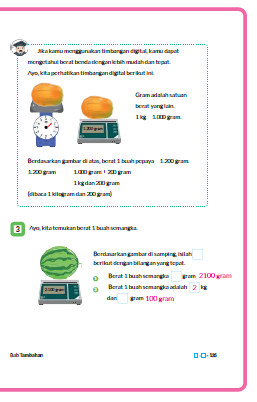 Jika kamu menggunakan timbangan digital, kamu dapat
mengetahui berat benda dengan lebih mudah dan tepat.
Ayo, kita perhatikan timbangan digital berikut ini.
Gram adalah satuan
berat yang lain.
1 kg 1.000 gram.
1.200 gram
Berdasarkan gambar di atas, berat 1 buah pepaya 1.200 gram.
1.200 gram 1.000 gram + 200 gram
1 kg dan 200 gram
(dibaca 1 kilogram dan 200 gram)
3 Ayo, kita temukan berat 1 buah semangka.
Berdasarkan gambar di samping, isilah
berikut dengan bilangan yang tepat.
1 Berat 1 buah semangka gram 2100 gram
2 Berat 1 buah semangka adalah 2 kg
dan gram 100 gram
Bab Tambahan